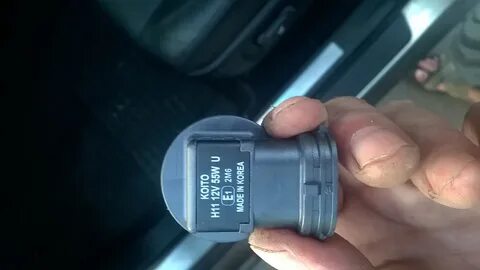 KOITO
H11 12V 55W U
E1 2M6
MADE IN KOREA